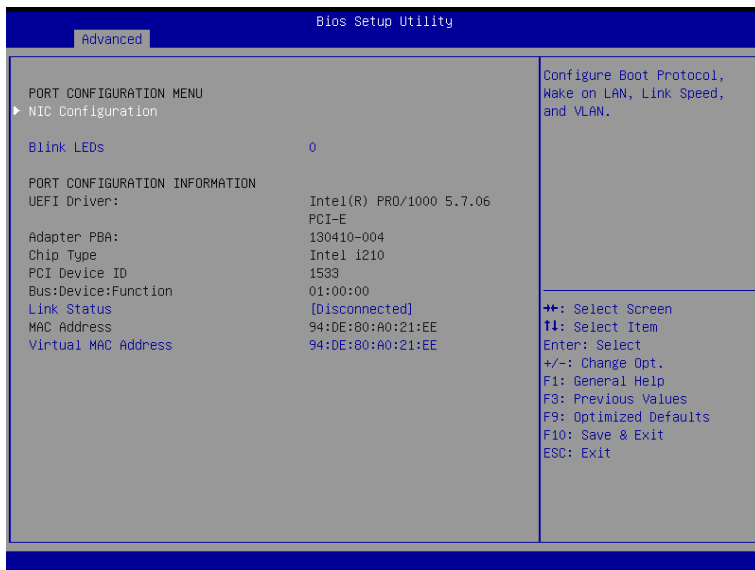 Bios Setup Utility
Advanced
PORT CONFIGURATION MENU
NIC Configuration
Blink LEDs 0
PORT CONFIGURATION INFORMATION
UEFI Driver: Intel(R) PRO/1000 5.7.06
PCI-E
Adapter PBA: 130410-004
Chip Type Intel i210
PCI Device ID 1533
Bus:Device:Function 01:00:00
Link Status [Disconnected]
MAC Address 94:DE:80:A0:21:EE
Virtual MAC Address 94:DE:80:A0:21:EE
Configure Boot Protocol,
Wake on LAN, Link Speed,
and VLAN.
→←: Select Screen
↑↓: Select Item
Enter: Select
+/-: Change Opt.
F1: General Help
F3: Previous Values
F9: Optimized Defaults
F10: Save & Exit
ESC: Exit